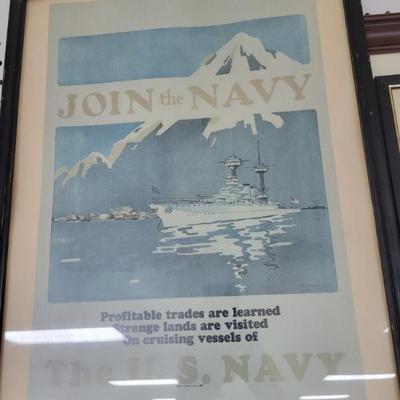 JOIN the NAVY
Profitable trades are learned
Strange lands are visited
On cruising vessels of
The U.S. NAVY